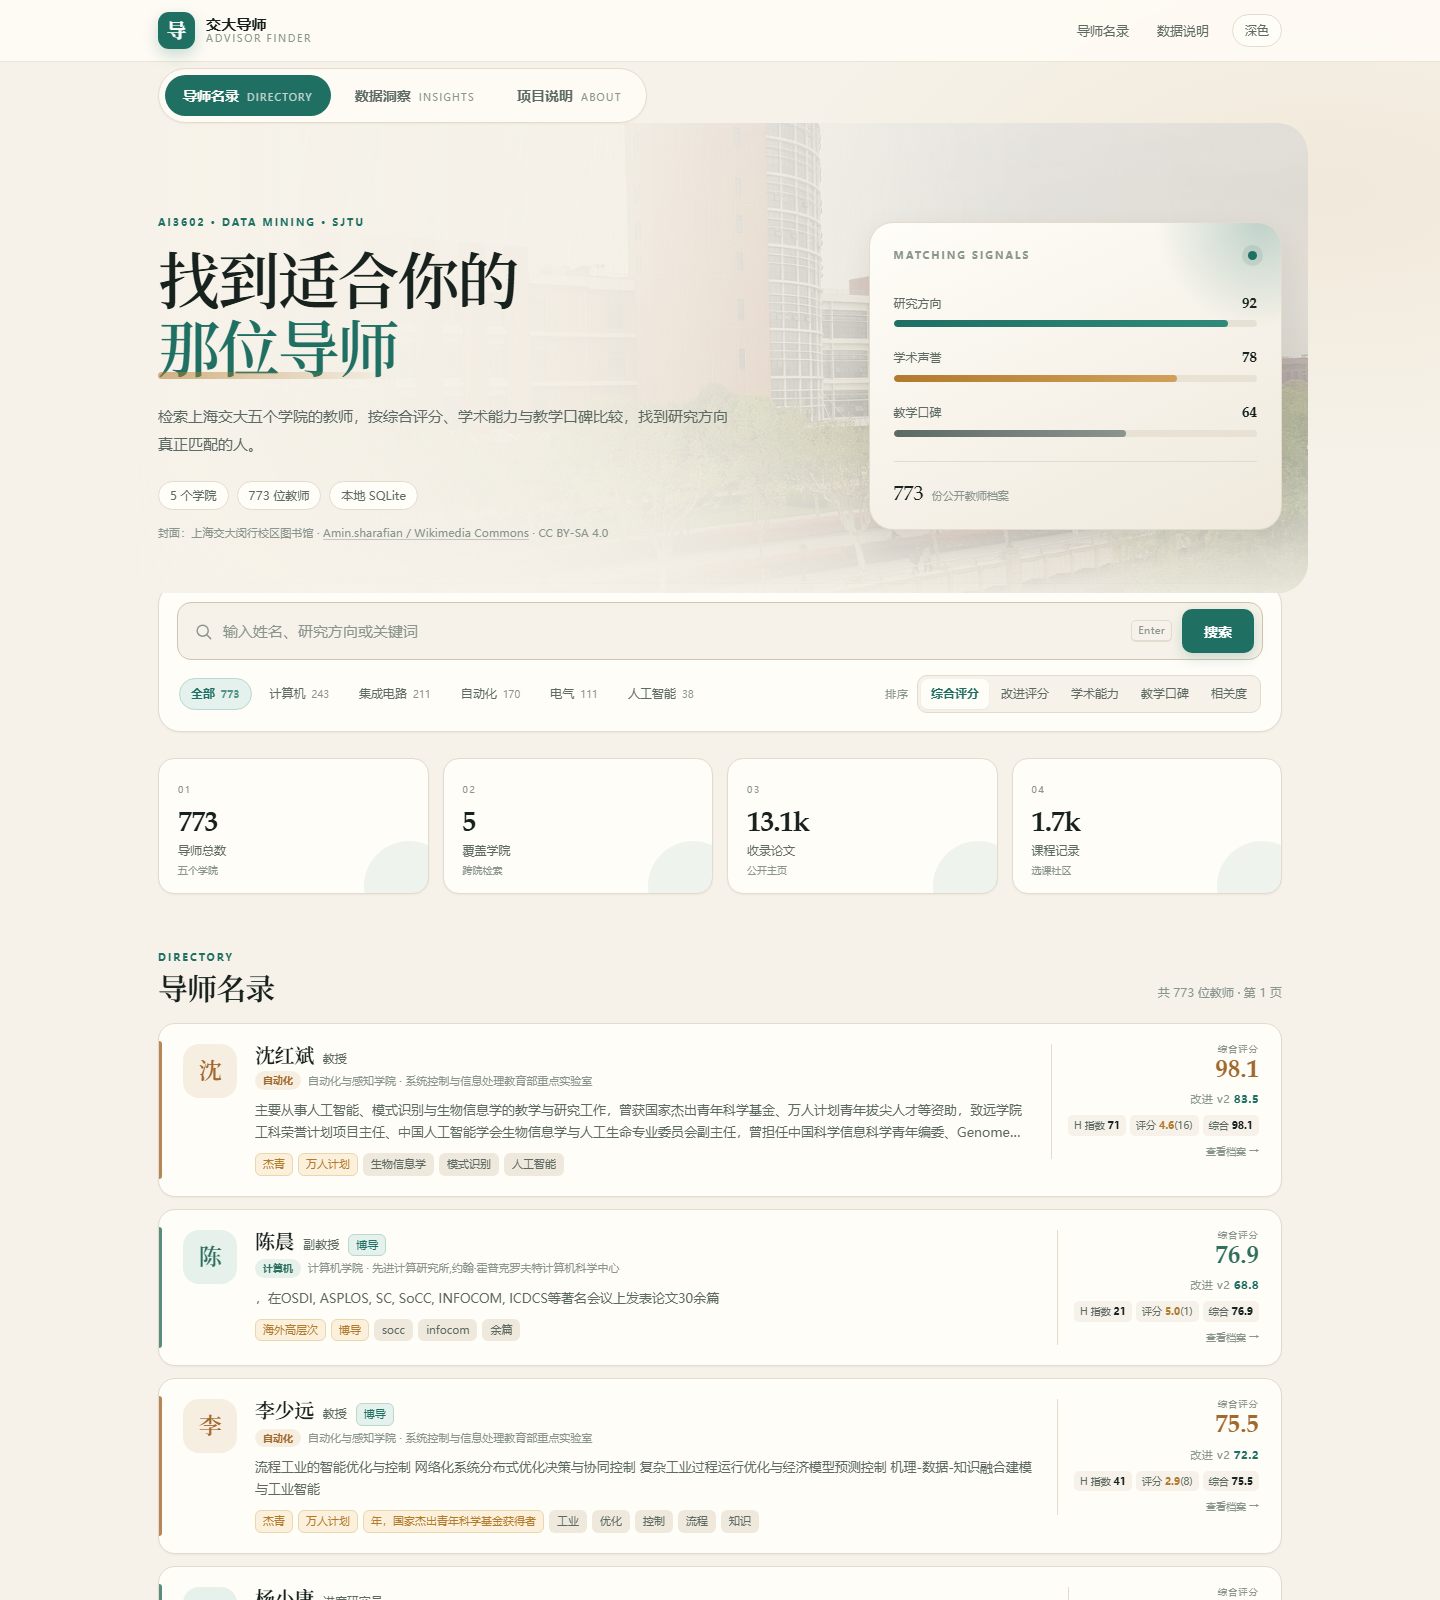 导 交大导师
ADVISOR FINDER
导师名录 数据说明 深色
导师名录 DIRECTORY 数据洞察 INSIGHTS 项目说明 ABOUT
AI3602 • DATA MINING • SJTU
找到适合你的
那位导师
检索上海交大五个学院的教师，按综合评分、学术能力与教学口碑比较，找到研究方向
真正匹配的人。
5 个学院 773 位教师 本地 SQLite
封面：上海交大闵行校区图书馆 · Amin.sharafian / Wikimedia Commons · CC BY-SA 4.0
MATCHING SIGNALS
研究方向 92
学术声誉 78
教学口碑 64
773 份公开教师档案
输入姓名、研究方向或关键词 Enter 搜索
全部 773 计算机 243 集成电路 211 自动化 170 电气 111 人工智能 38 排序 综合评分 改进评分 学术能力 教学口碑 相关度
01
773
导师总数
五个学院
02
5
覆盖学院
跨院检索
03
13.1k
收录论文
公开主页
04
1.7k
课程记录
选课社区
DIRECTORY
导师名录
共 773 位教师 · 第 1 页
沈 沈红斌 教授
自动化 自动化与感知学院 · 系统控制与信息处理教育部重点实验室
主要从事人工智能、模式识别与生物信息学的教学与研究工作，曾获国家杰出青年科学基金、万人计划青年拔尖人才等资助，致远学院
工科荣誉计划项目主任、中国人工智能学会生物信息学与人工生命专业委员会副主任，曾担任中国科学信息科学青年编委、Genome…
杰青 万人计划 生物信息学 模式识别 人工智能
综合评分
98.1
改进 v2 83.5
H 指数 71 评分 4.6(16) 综合 98.1
查看档案 →
陈 陈晨 副教授 博导
计算机 计算机学院 · 先进计算研究所,约翰·霍普克罗夫特计算机科学中心
，在OSDI, ASPLOS, SC, SoCC, INFOCOM, ICDCS等著名会议上发表论文30余篇
海外高层次 博导 socc infocom 余篇
综合评分
76.9
改进 v2 68.8
H 指数 21 评分 5.0(1) 综合 76.9
查看档案 →
李 李少远 教授 博导
自动化 自动化与感知学院 · 系统控制与信息处理教育部重点实验室
流程工业的智能优化与控制 网络化系统分布式优化决策与协同控制 复杂工业过程运行优化与经济模型预测控制 机理-数据-知识融合建模
与工业智能
杰青 万人计划 年，国家杰出青年科学基金获得者 工业 优化 控制 流程 知识
综合评分
75.5
改进 v2 72.2
H 指数 41 评分 2.9(8) 综合 75.5
查看档案 →
综合评分